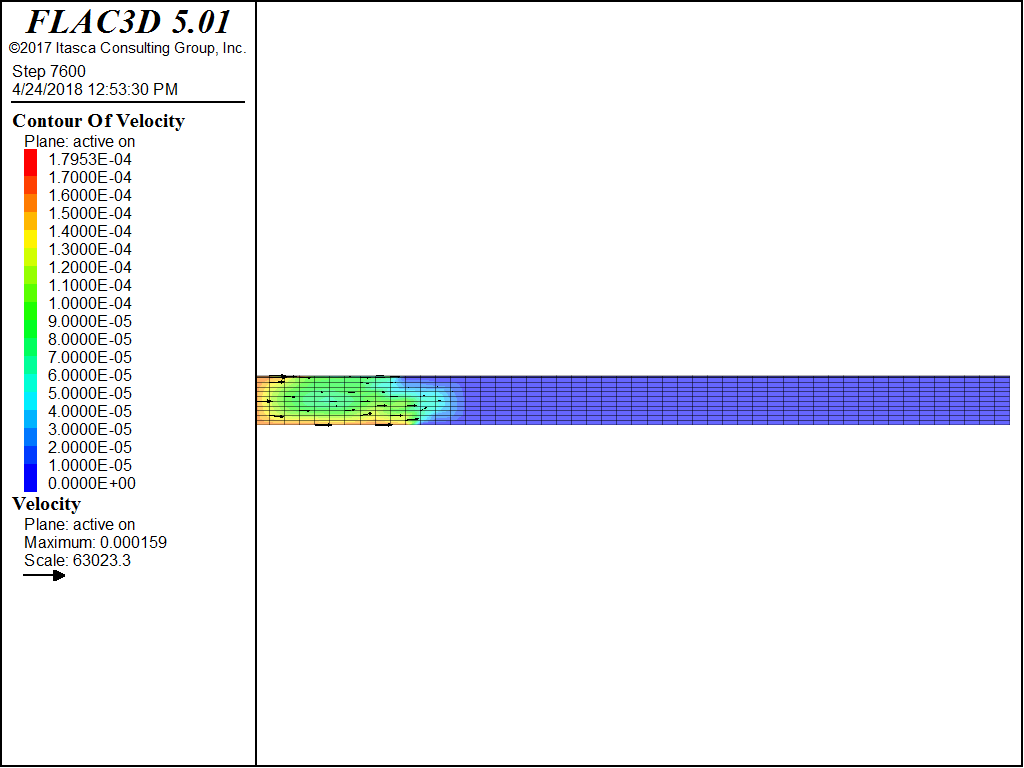 FLAC3D 5.01
©2017 Itasca Consulting Group, Inc.
Step 7600
4/24/2018 12:53:30 PM
Contour Of Velocity
Plane: active on
1.7953E-04
1.7000E-04
1.6000E-04
1.5000E-04
1.4000E-04
1.3000E-04
1.2000E-04
1.1000E-04
1.0000E-04
9.0000E-05
8.0000E-05
7.0000E-05
6.0000E-05
5.0000E-05
4.0000E-05
3.0000E-05
2.0000E-05
1.0000E-05
0.0000E+00
Velocity
Plane: active on
Maximum: 0.000159
Scale: 63023.3